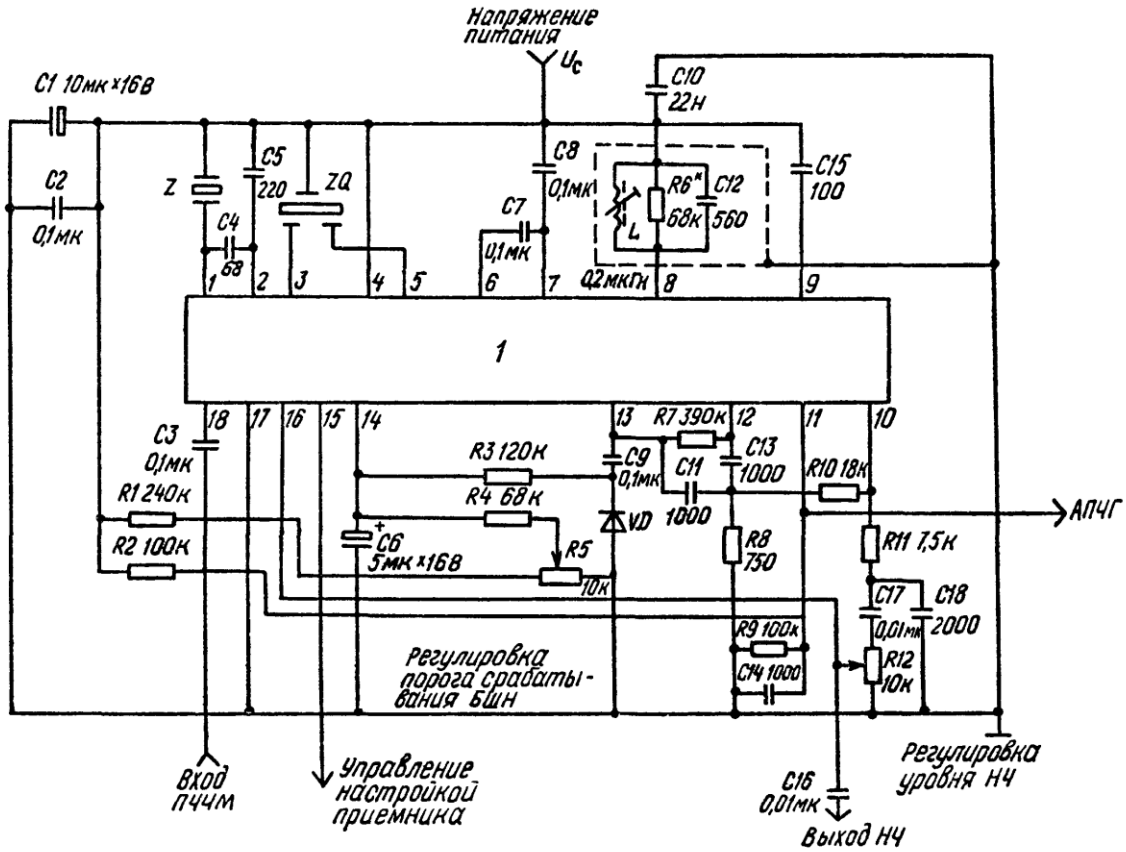 Напряжение
питания
Uc
C1 10мк×16В
C10
22н
C5
220
C8
0,1мк
C15
100
Z
ZQ
C2
0,1мк
C4
68
C7
0,1мк
R6*
68к
C12
560
L
0,2мкГн
1
2
3
4
5
6
7
8
9
1
18
17
16
15
14
13
12
11
10
C3
0,1мк
R7 390к
R3 120к
C9
0,1мк
C13
1000
C11
1000
R10 18к
R1 240к
R4 68к
VD
АПЧГ
R2 100к
+
C6
5мк×16В
R5
10к
R8
750
R11 7,5к
C17
0,01мк
C18
2000
R9 100к
C14 1000
R12
10к
Регулировка
порога срабаты-
вания БШН
Вход
ПЧЧМ
Управление
настройкой
приемника
C16
0,01мк
Регулировка
уровня НЧ
Выход НЧ